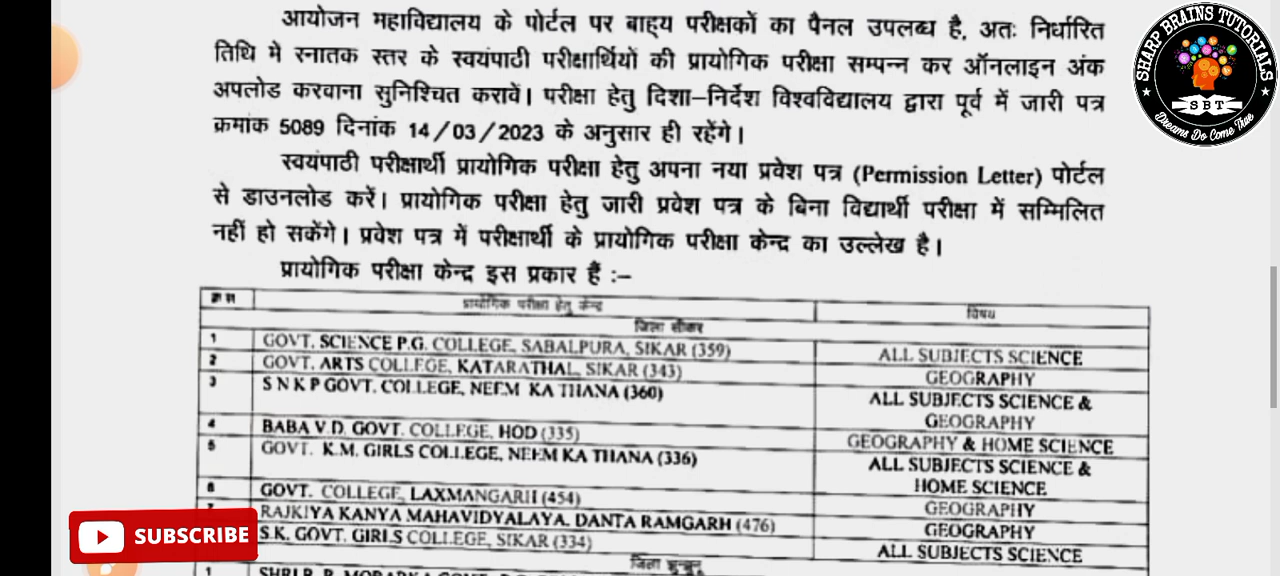 आयोजन महाविद्यालय के पोर्टल पर बाह्य परीक्षकों का पैनल उपलब्ध है, अतः निर्धारित
तिथि मे स्नातक स्तर के स्वयंपाठी परीक्षार्थियों की प्रायोगिक परीक्षा सम्पन्न कर ऑनलाइन अंक
अपलोड करवाना सुनिश्चित करावें। परीक्षा हेतु दिशा–निर्देश विश्वविद्यालय द्वारा पूर्व में जारी पत्र
क्रमांक 5089 दिनांक 14/03/2023 के अनुसार ही रहेंगे।
स्वयंपाठी परीक्षार्थी प्रायोगिक परीक्षा हेतु अपना नया प्रवेश पत्र (Permission Letter) पोर्टल
से डाउनलोड करें। प्रायोगिक परीक्षा हेतु जारी प्रवेश पत्र के बिना विद्यार्थी परीक्षा में सम्मिलित
नहीं हो सकेंगे। प्रवेश पत्र में परीक्षार्थी के प्रायोगिक परीक्षा केन्द्र का उल्लेख है।
प्रायोगिक परीक्षा केन्द्र इस प्रकार हैं :–
प्रायोगिक परीक्षा हेतु केन्द्र विषय
जिला सीकर
1 GOVT. SCIENCE P.G. COLLEGE, SABALPURA, SIKAR (359) ALL SUBJECTS SCIENCE
2 GOVT. ARTS COLLEGE, KATARATHAL, SIKAR (343) GEOGRAPHY
3 S N K P GOVT. COLLEGE, NEEM KA THANA (360) ALL SUBJECTS SCIENCE &
GEOGRAPHY
4 BABA V.D. GOVT. COLLEGE, HOD (335) GEOGRAPHY & HOME SCIENCE
5 GOVT. K.M. GIRLS COLLEGE, NEEM KA THANA (336) ALL SUBJECTS SCIENCE &
HOME SCIENCE
6 GOVT. COLLEGE, LAXMANGARH (454) GEOGRAPHY
7 RAJKIYA KANYA MAHAVIDYALAYA, DANTA RAMGARH (476) GEOGRAPHY
S.K. GOVT. GIRLS COLLEGE, SIKAR (334) ALL SUBJECTS SCIENCE
जिला झुन्झुनू
1
SHARP BRAINS TUTORIALS
SBT
Dreams Do Come True
SUBSCRIBE